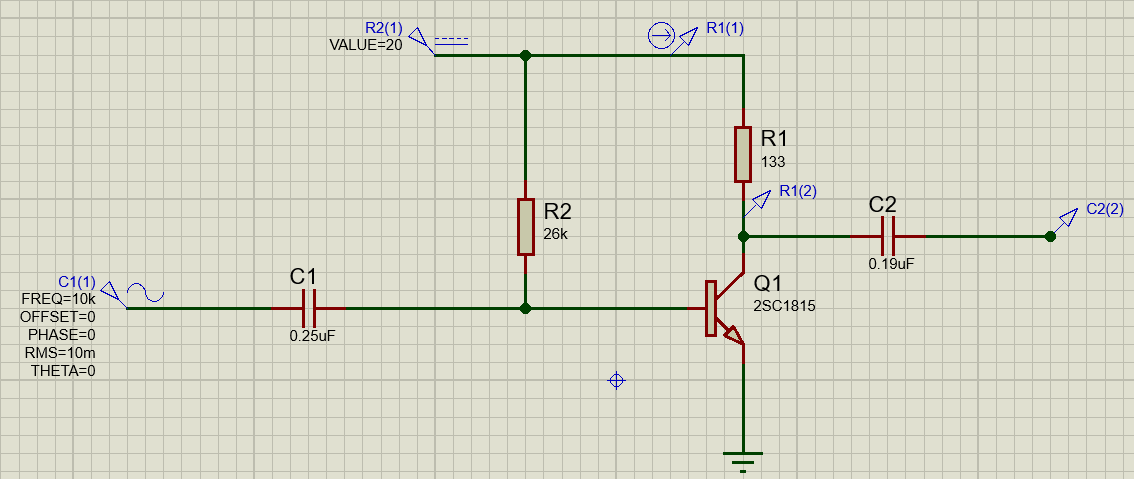 R2(1)
VALUE=20
R1(1)
R1
133
R1(2)
R2
26k
C2
0.19uF
C2(2)
C1(1)
FREQ=10k
OFFSET=0
PHASE=0
RMS=10m
THETA=0
C1
0.25uF
Q1
2SC1815